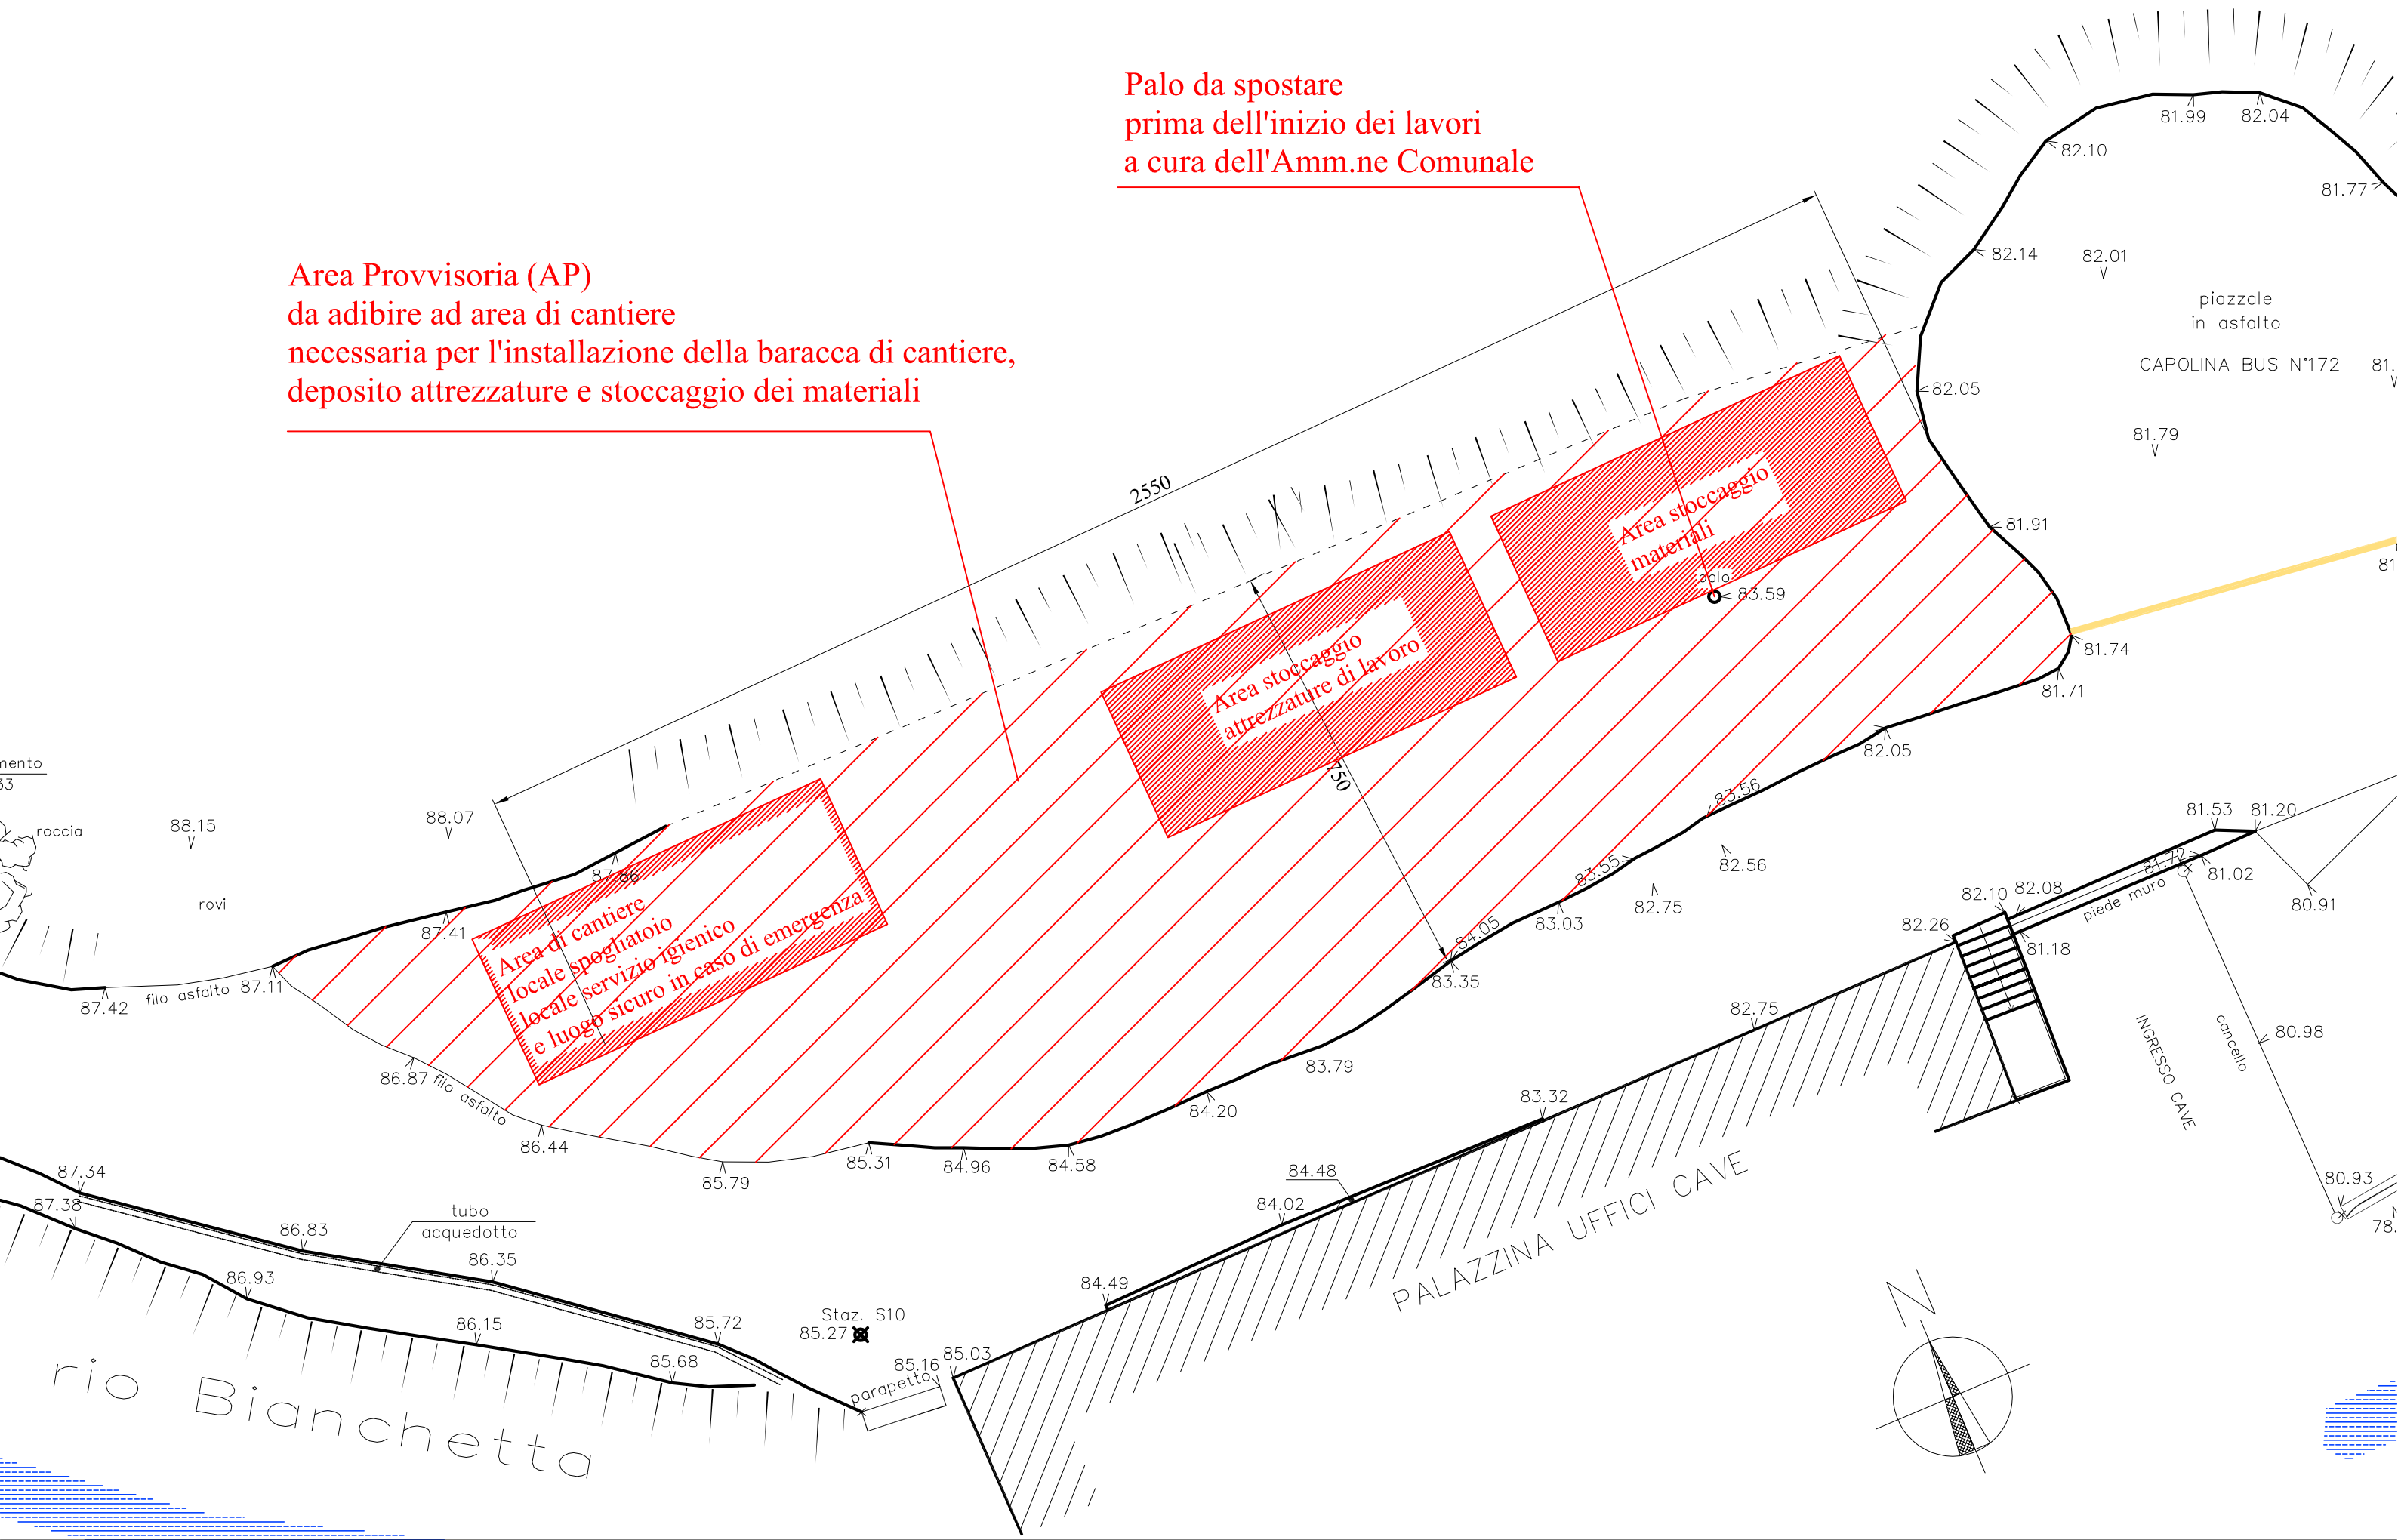 Palo da spostare
prima dell'inizio dei lavori
a cura dell'Amm.ne Comunale
81.99
82.04
82.10
81.77
82.14
82.01
piazzale
in asfalto
CAPOLINA BUS N°172
81.
82.05
81.79
Area Provvisoria (AP)
da adibire ad area di cantiere
necessaria per l'installazione della baracca di cantiere,
deposito attrezzature e stoccaggio dei materiali
2550
Area stoccaggio
materiali
81.91
81
palo
83.59
81.74
81.71
Area stoccaggio
attrezzature di lavoro
750
82.05
83.56
mento
33
roccia
88.15
88.07
rovi
87.86
87.41
87.11
filo asfalto
87.42
Area di cantiere
locale spogliatoio
locale servizio igienico
e luogo sicuro in caso di emergenza
86.87
filo asfalto
86.44
85.79
85.31
84.96
84.58
84.20
83.79
83.35
84.05
83.03
83.55
82.75
82.56
81.53
81.20
81.72
81.02
80.91
piede muro
82.10
82.08
82.26
81.18
82.75
INGRESSO CAVE
cancello
80.98
83.32
84.48
84.02
84.49
PALAZZINA UFFICI CAVE
80.93
78.
87.34
87.38
86.83
tubo
acquedotto
86.35
86.93
86.15
85.72
85.68
Staz. S10
85.27
85.16
85.03
parapetto
rio Bianchetta
N